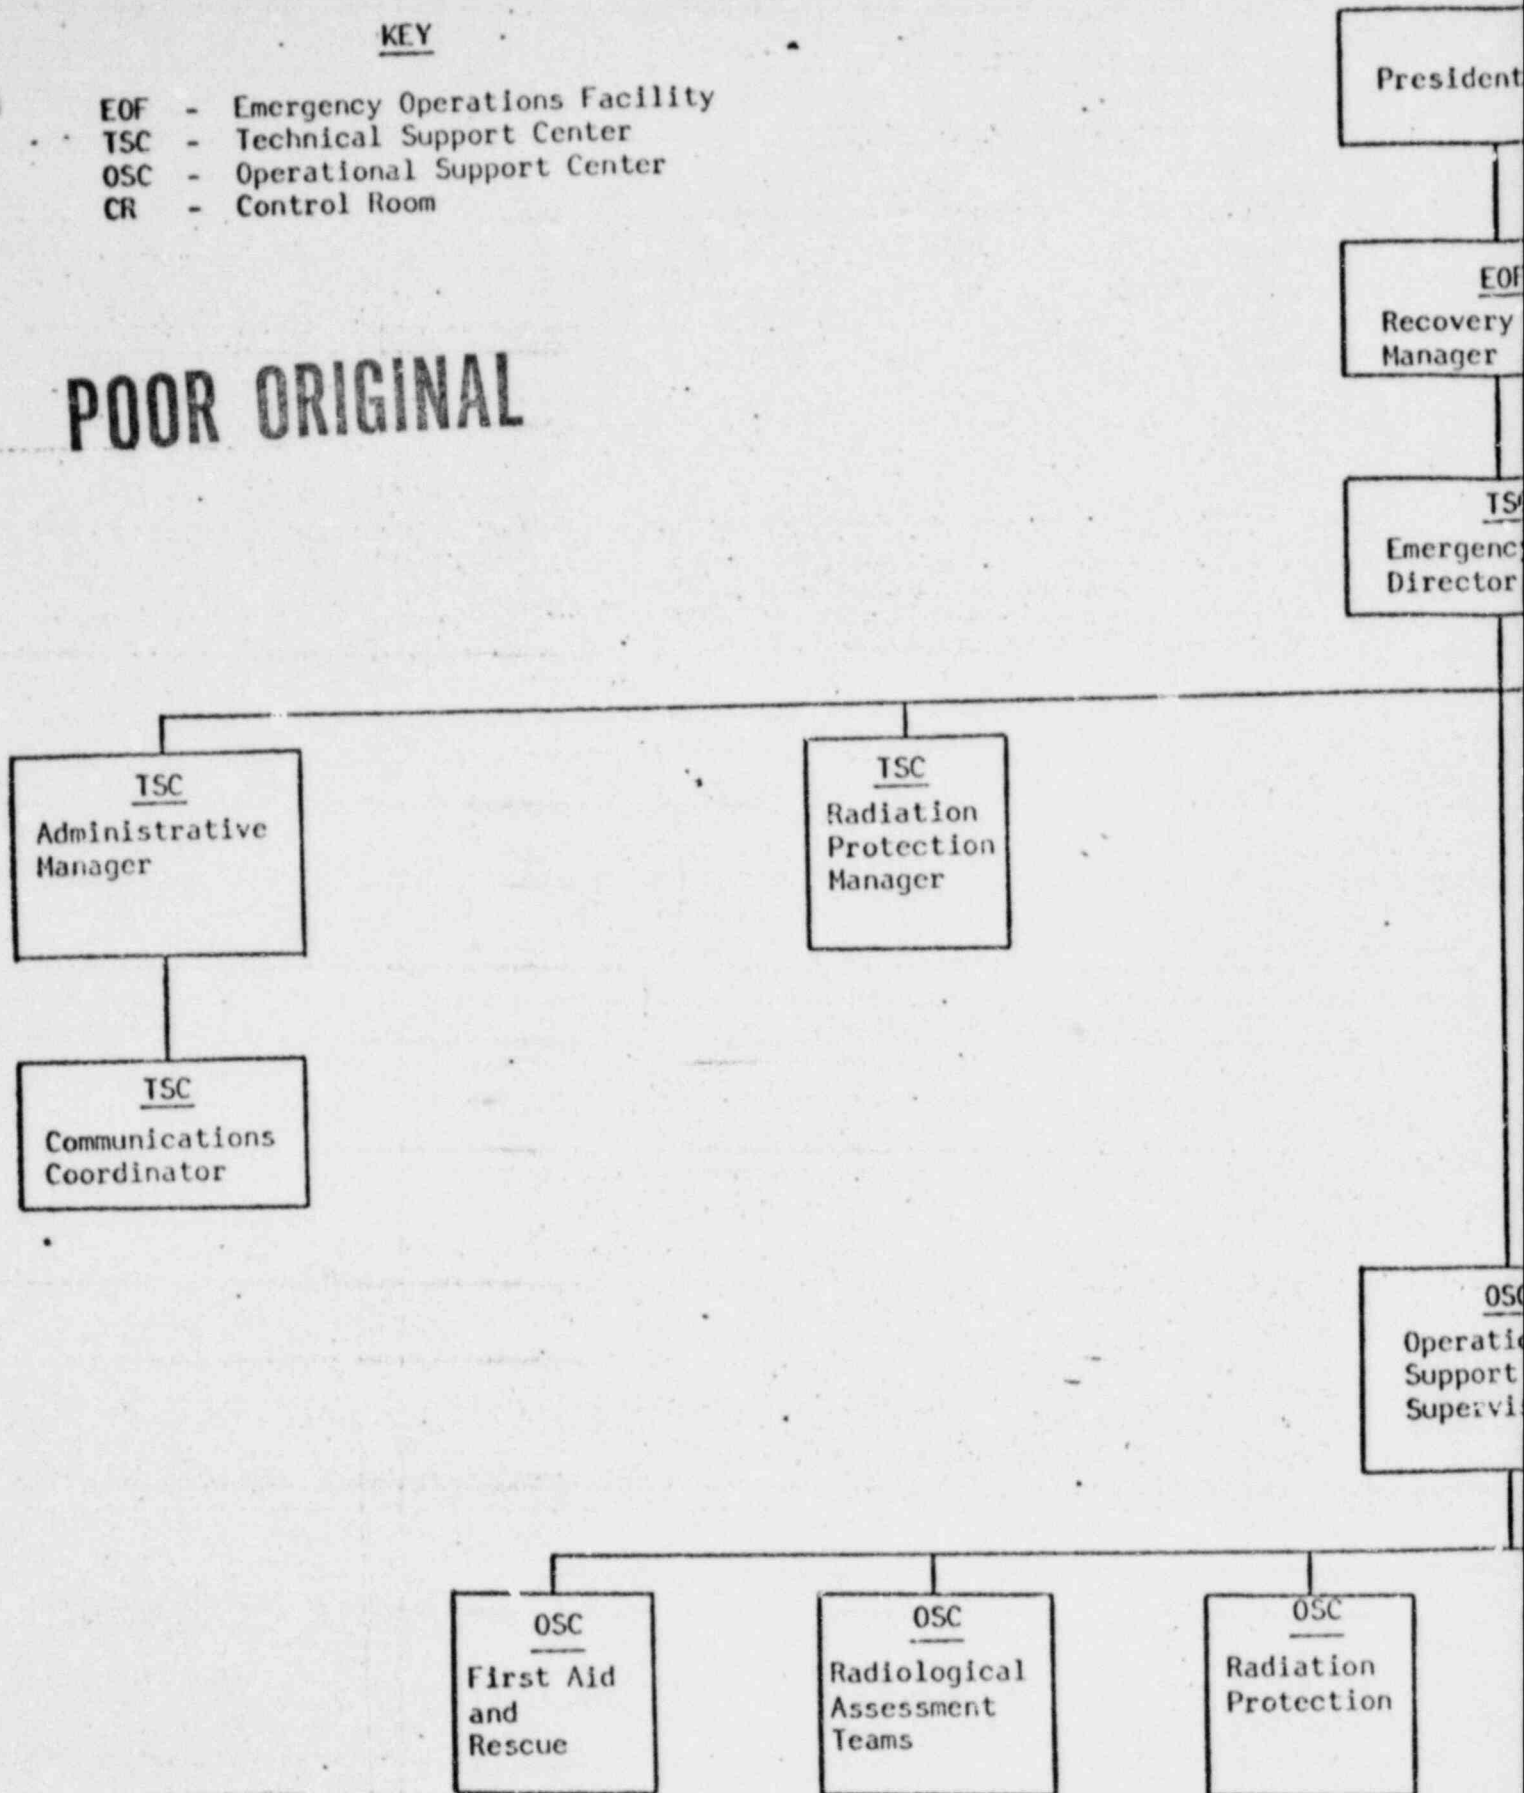 KEY
EOF - Emergency Operations Facility
TSC - Technical Support Center
OSC - Operational Support Center
CR - Control Room
POOR ORIGINAL
President
EOF
Recovery
Manager
Director
TSC
Administrative
Manager
TSC
Radiation
Protection
Manager
TSC
Communications
Coordinator
Support
OSC
First Aid
and
Rescue
OSC
Radiological
Assessment
Teams
OSC
Radiation
Protection